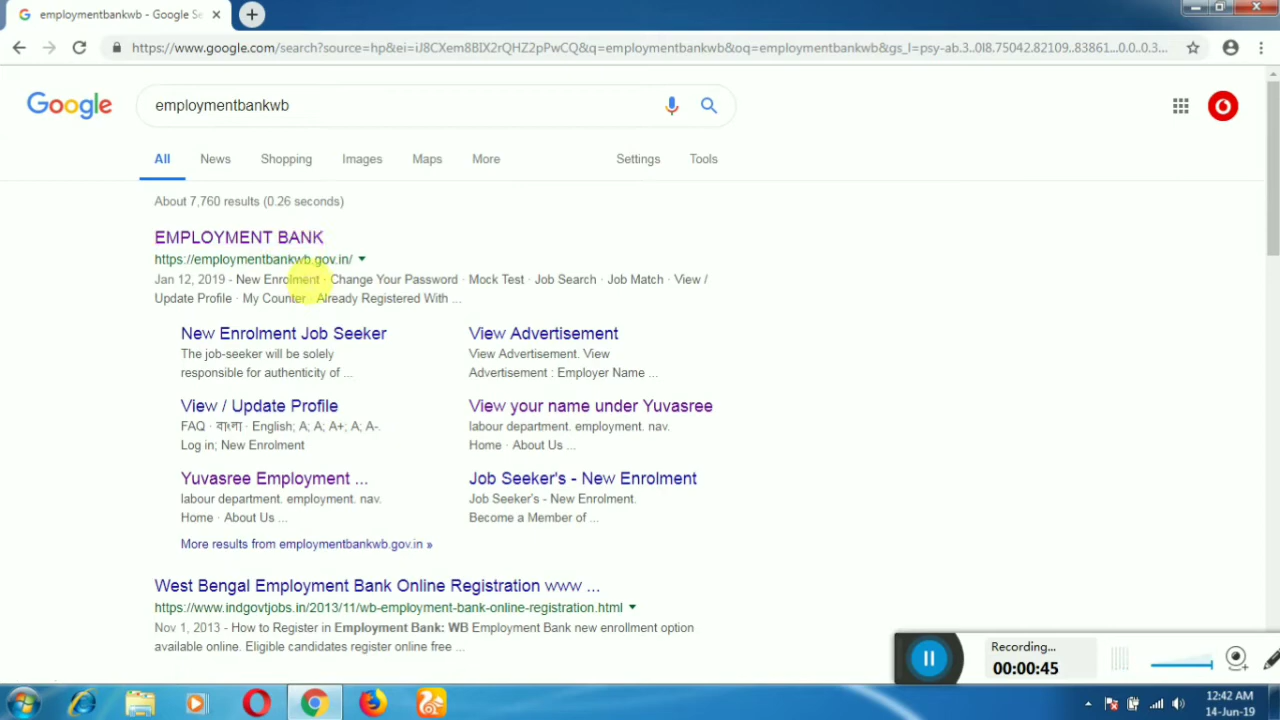 employmentbankwb - Google Se
https://www.google.com/search?source=hp&ei=iJ8CXem8BIX2rQHZ2pPwCQ&q=employmentbankwb&oq=employmentbankwb&gs_l=psy-ab.3..0l8.75042.82109..83861...0.0..0.3...
Google
employmentbankwb
All News Shopping Images Maps More Settings Tools
About 7,760 results (0.26 seconds)
EMPLOYMENT BANK
https://employmentbankwb.gov.in/
Jan 12, 2019 - New Enrolment · Change Your Password · Mock Test · Job Search · Job Match · View /
Update Profile · My Counter · Already Registered With ...
New Enrolment Job Seeker
The job-seeker will be solely
responsible for authenticity of ...
View Advertisement
View Advertisement. View
Advertisement : Employer Name ...
View / Update Profile
FAQ · বাংলা · English; A; A; A+; A; A-.
Log in; New Enrolment
View your name under Yuvasree
labour department. employment. nav.
Home · About Us ...
Yuvasree Employment ...
labour department. employment. nav.
Home · About Us ...
Job Seeker's - New Enrolment
Job Seeker's - New Enrolment.
Become a Member of ...
More results from employmentbankwb.gov.in »
West Bengal Employment Bank Online Registration www ...
https://www.indgovtjobs.in/2013/11/wb-employment-bank-online-registration.html
Nov 1, 2013 - How to Register in Employment Bank: WB Employment Bank new enrollment option
available online. Eligible candidates register online free ...
Recording...
00:00:45
12:42 AM
14-Jun-19